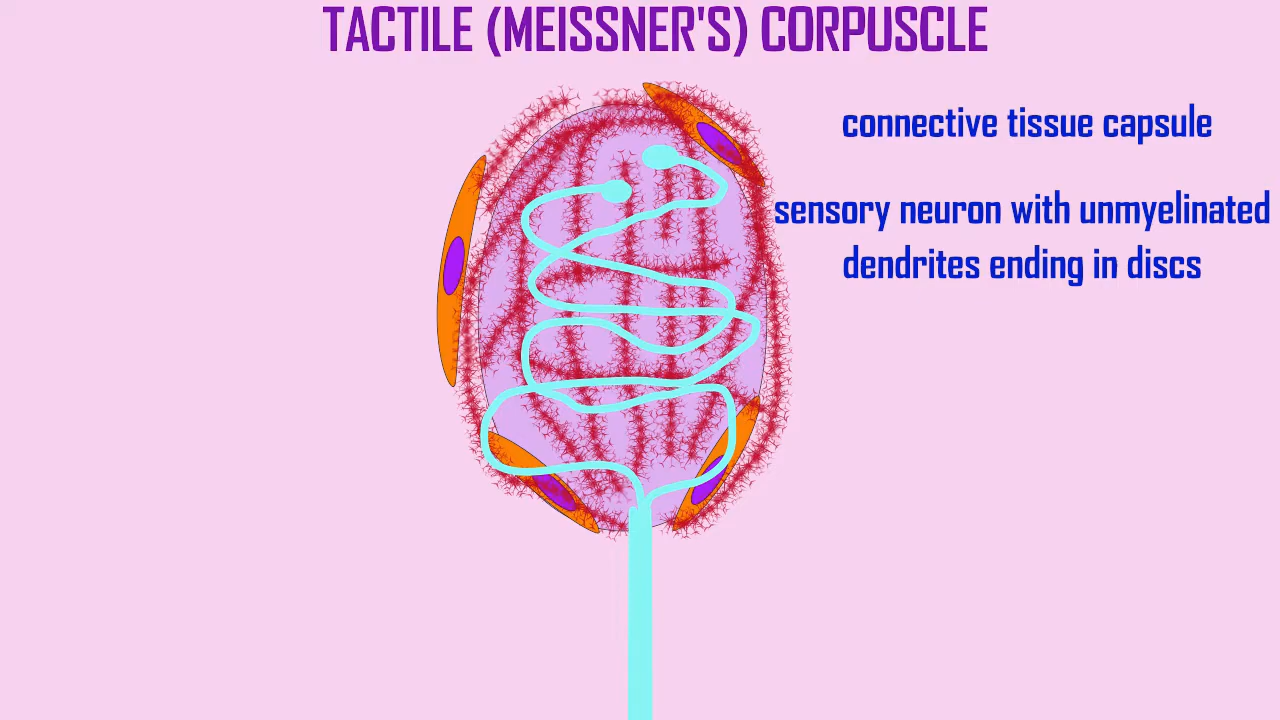 TACTILE (MEISSNER'S) CORPUSCLE
connective tissue capsule
sensory neuron with unmyelinated
dendrites ending in discs